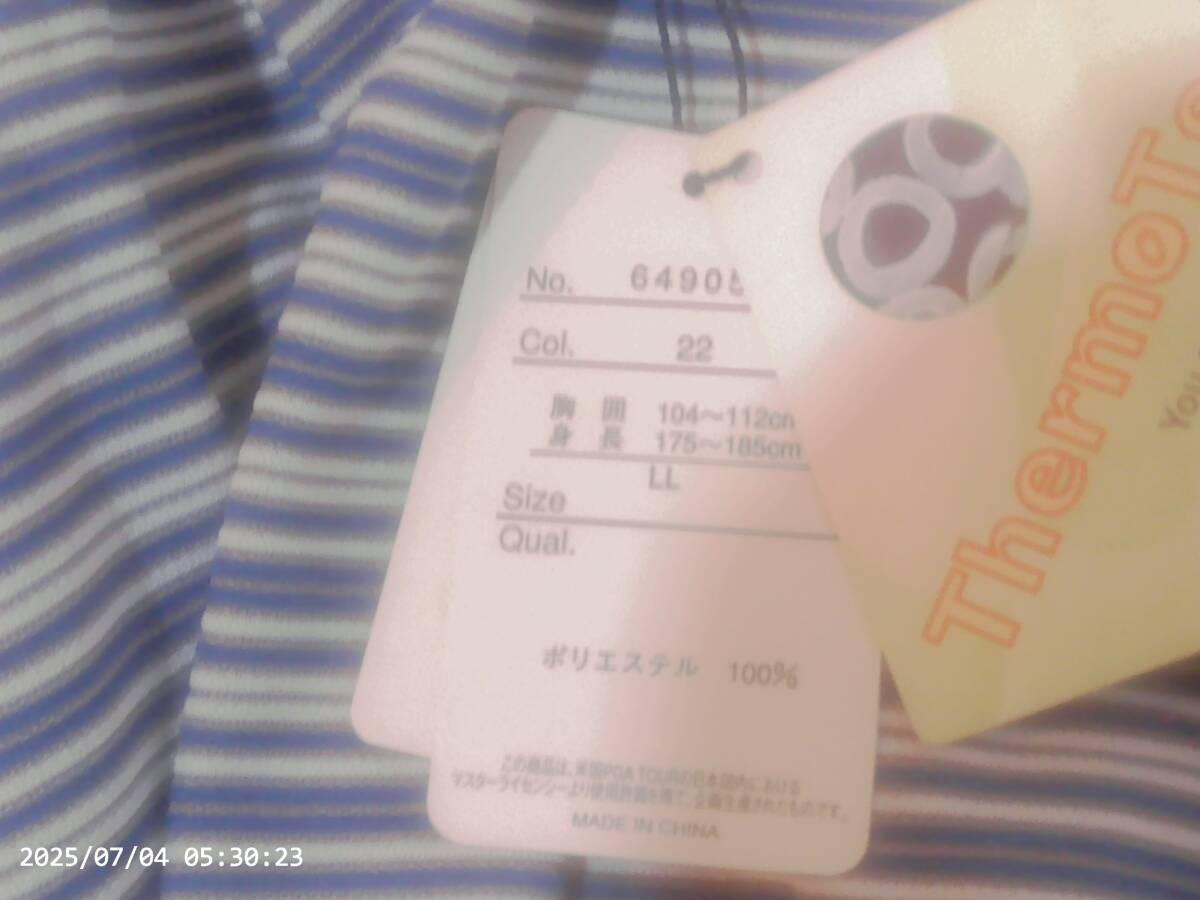 No. 6490
Col. 22
胸囲 104〜112cm
身長 175〜185cm
LL
Size
Qual.
ポリエステル 100%
この商品は、米国PGA TOURの日本国内における
マスターライセンシーより使用許諾を得て、企画生産されたものです。
MADE IN CHINA
Thermo
You
2025/07/04 05:30:23